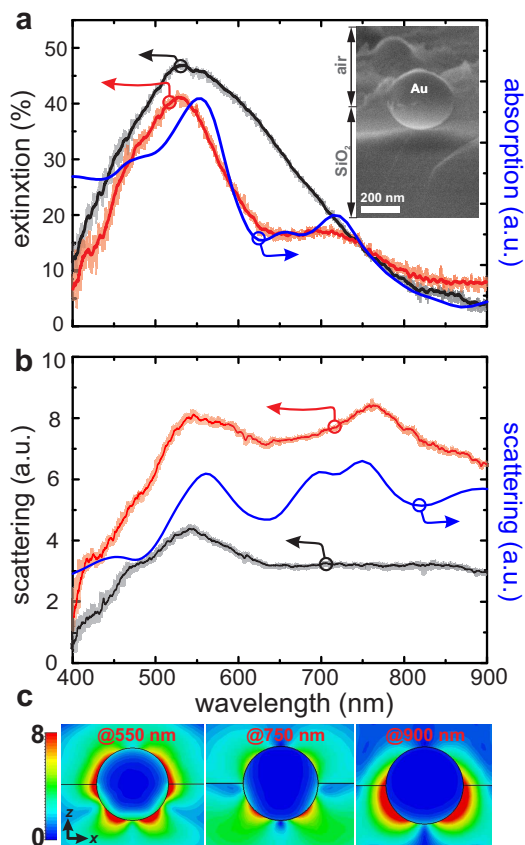 a
extinxtion (%)
50
40
30
20
10
0
air
SiO2
Au
200 nm
absorption (a.u.)
b
scattering (a.u.)
10
8
6
4
2
0
scattering (a.u.)
400 500 600 700 800 900
wavelength (nm)
c
8
0
z
x
@550 nm
@750 nm
@900 nm